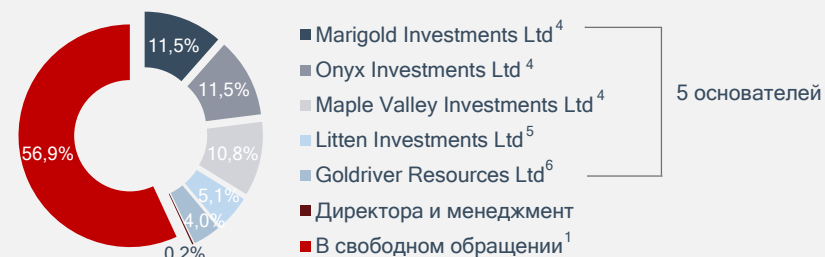 11,5%
11,5%
10,8%
5,1%
4,0%
0,2%
56,9%
Marigold Investments Ltd⁴
Onyx Investments Ltd ⁴
Maple Valley Investments Ltd⁴
Litten Investments Ltd⁵
Goldriver Resources Ltd⁶
Директора и менеджмент
В свободном обращении¹
5 основателей